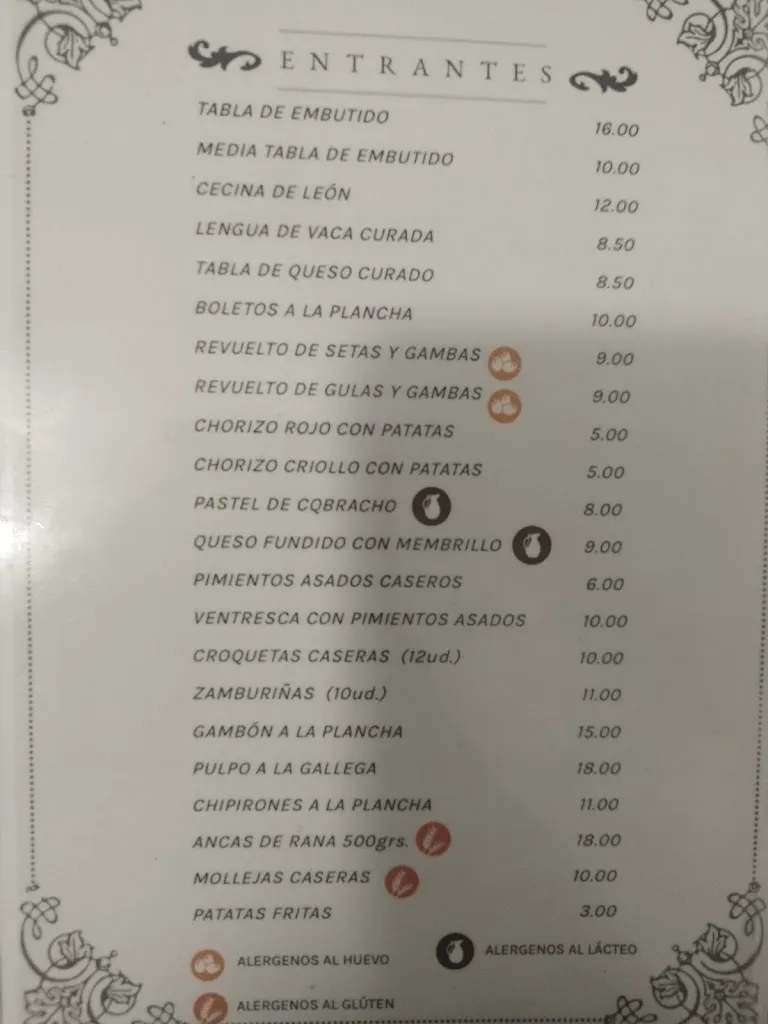 ENTRANTES
TABLA DE EMBUTIDO 16.00
MEDIA TABLA DE EMBUTIDO 10.00
CECINA DE LEÓN 12.00
LENGUA DE VACA CURADA 8.50
TABLA DE QUESO CURADO 8.50
BOLETOS A LA PLANCHA 10.00
REVUELTO DE SETAS Y GAMBAS 9.00
REVUELTO DE GULAS Y GAMBAS 9.00
CHORIZO ROJO CON PATATAS 5.00
CHORIZO CRIOLLO CON PATATAS 5.00
PASTEL DE CQBRACHO 8.00
QUESO FUNDIDO CON MEMBRILLO 9.00
PIMIENTOS ASADOS CASEROS 6.00
VENTRESCA CON PIMIENTOS ASADOS 10.00
CROQUETAS CASERAS (12ud.) 10.00
ZAMBURIÑAS (10ud.) 11.00
GAMBÓN A LA PLANCHA 15.00
PULPO A LA GALLEGA 18.00
CHIPIRONES A LA PLANCHA 11.00
ANCAS DE RANA 500grs. 18.00
MOLLEJAS CASERAS 10.00
PATATAS FRITAS 3.00
ALERGENOS AL HUEVO ALERGENOS AL LÁCTEO
ALERGENOS AL GLÚTEN